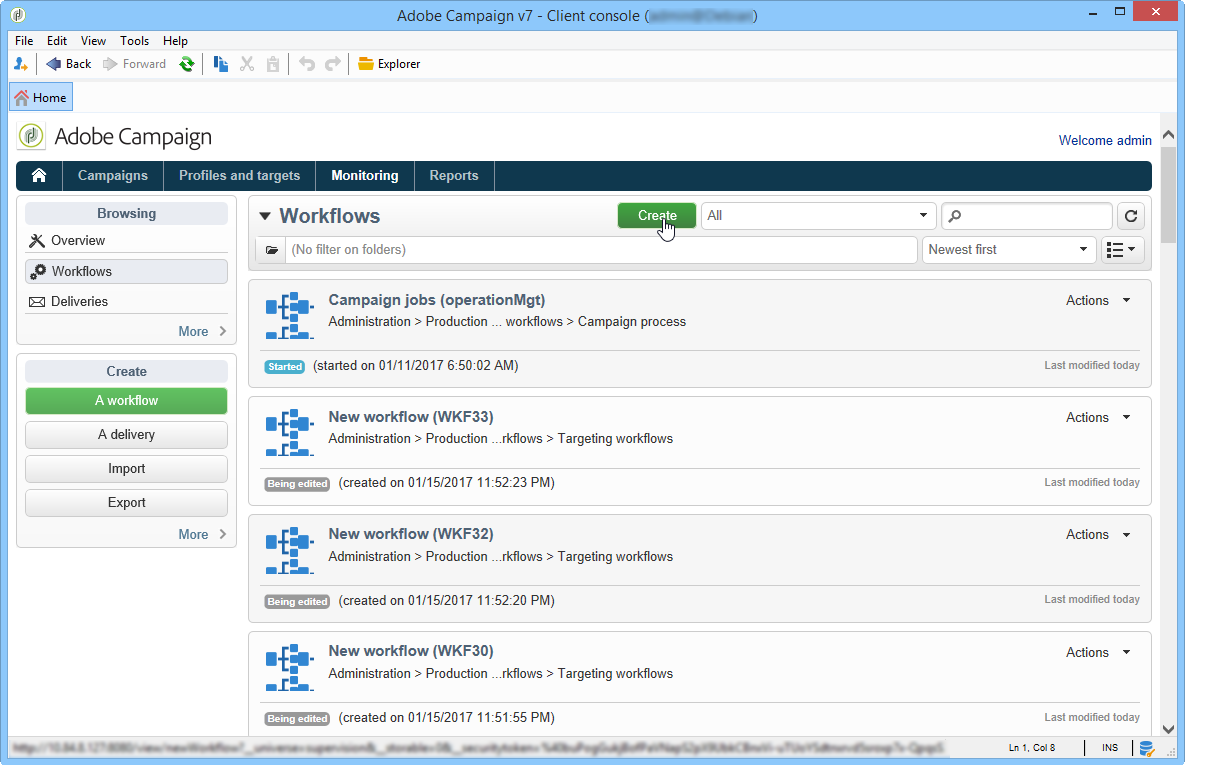 Adobe Campaign v7 - Client console (
File Edit View Tools Help
Back Forward Explorer
Home
Adobe Campaign
Welcome admin
Campaigns Profiles and targets Monitoring Reports
Browsing
Overview
Workflows
Deliveries
More
Create
A workflow
A delivery
Import
Export
More
Workflows Create All
(No filter on folders) Newest first
Campaign jobs (operationMgt) Actions
Administration > Production ... workflows > Campaign process
Started (started on 01/11/2017 6:50:02 AM) Last modified today
New workflow (WKF33) Actions
Administration > Production ...rkflows > Targeting workflows
Being edited (created on 01/15/2017 11:52:23 PM) Last modified today
New workflow (WKF32) Actions
Administration > Production ...rkflows > Targeting workflows
Being edited (created on 01/15/2017 11:52:20 PM) Last modified today
New workflow (WKF30) Actions
Administration > Production ...rkflows > Targeting workflows
Being edited (created on 01/15/2017 11:51:55 PM) Last modified today
Ln 1, Col 8 INS